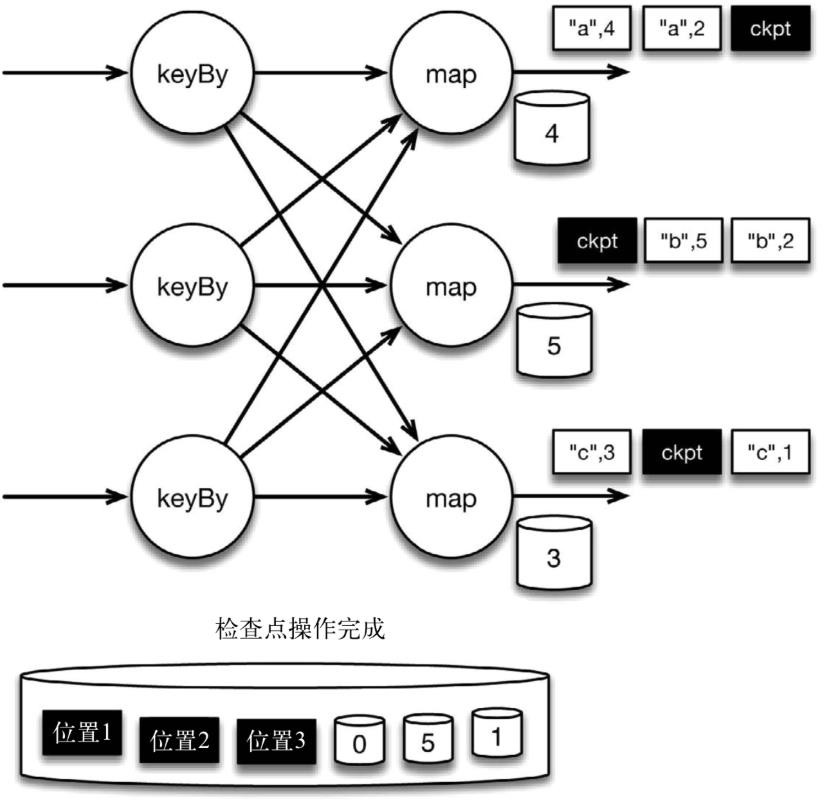 "a",4 "a",2 ckpt
keyBy map
4
ckpt "b",5 "b",2
keyBy map
5
"c",3 ckpt "c",1
keyBy map
3
检查点操作完成
位置1 位置2 位置3 0 5 1